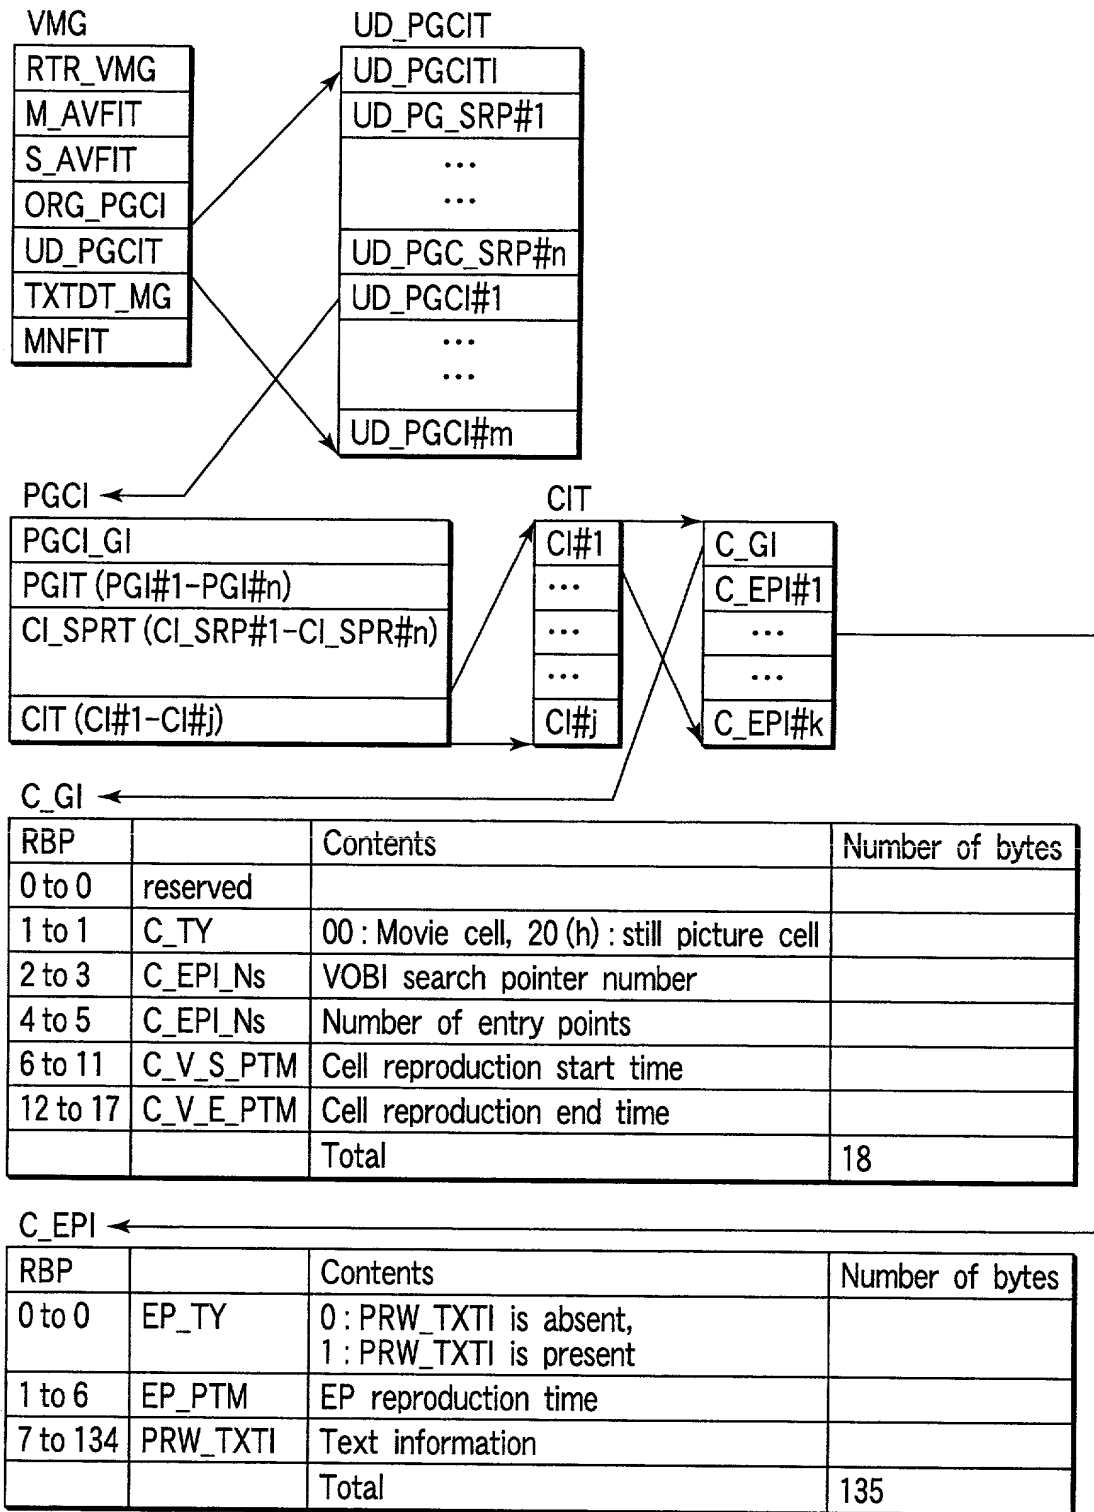 VMG
RTR_VMG
M_AVFIT
S_AVFIT
ORG_PGCI
UD_PGCIT
TXTDT_MG
MNFIT
UD_PGCIT
UD_PGCITI
UD_PG_SRP#1
...
...
UD_PGC_SRP#n
UD_PGCI#1
...
...
UD_PGCI#m
PGCI
PGCI_GI
PGIT (PGI#1-PGI#n)
CI_SPRT (CI_SRP#1-CI_SPR#n)
CIT (CI#1-CI#j)
CIT
CI#1
...
...
...
CI#j
C_GI
C_EPI#1
...
...
C_EPI#k
C_GI
RBP Contents Number of bytes
0 to 0 reserved
1 to 1 C_TY 00 : Movie cell, 20 (h) : still picture cell
2 to 3 C_EPI_Ns VOBI search pointer number
4 to 5 C_EPI_Ns Number of entry points
6 to 11 C_V_S_PTM Cell reproduction start time
12 to 17 C_V_E_PTM Cell reproduction end time
Total 18
C_EPI
RBP Contents Number of bytes
0 to 0 EP_TY 0 : PRW_TXTI is absent,
1 : PRW_TXTI is present
1 to 6 EP_PTM EP reproduction time
7 to 134 PRW_TXTI Text information
Total 135